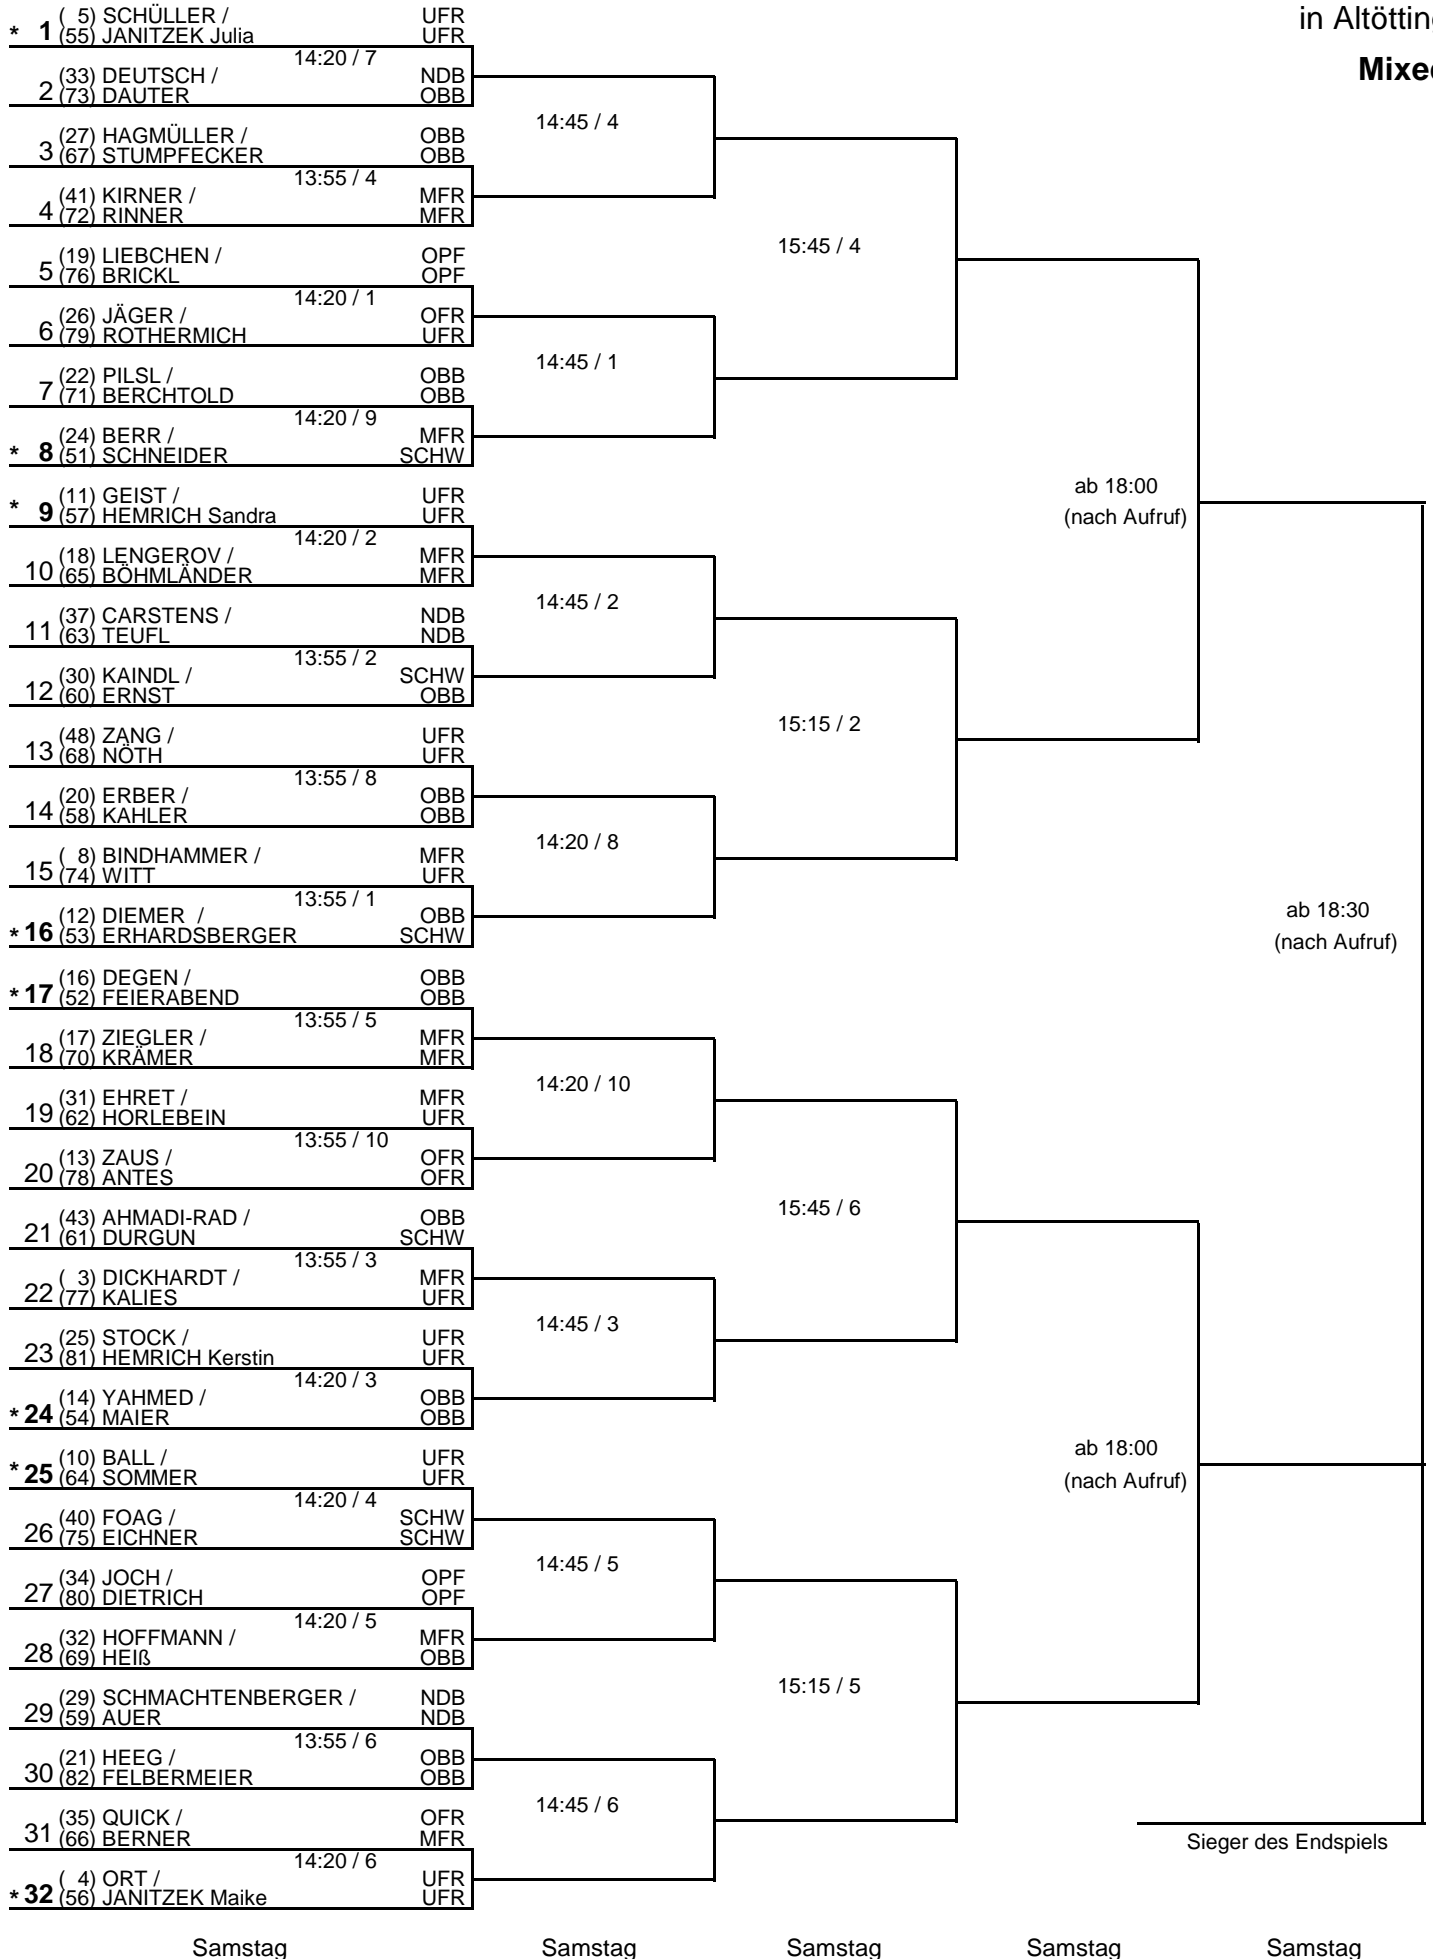 in Altötting
Mixed
( 5) SCHÜLLER / UFR
* 1 (55) JANITZEK Julia UFR
14:20 / 7
(33) DEUTSCH / NDB
2 (73) DAUTER OBB
14:45 / 4
(27) HAGMÜLLER / OBB
3 (67) STUMPFECKER OBB
13:55 / 4
(41) KIRNER / MFR
4 (72) RINNER MFR
15:45 / 4
(19) LIEBCHEN / OPF
5 (76) BRICKL OPF
14:20 / 1
(26) JÄGER / OFR
6 (79) ROTHERMICH UFR
14:45 / 1
(22) PILSL / OBB
7 (71) BERCHTOLD OBB
14:20 / 9
(24) BERR / MFR
* 8 (51) SCHNEIDER SCHW
ab 18:00
(nach Aufruf)
(11) GEIST / UFR
* 9 (57) HEMRICH Sandra UFR
14:20 / 2
(18) LENGEROV / MFR
10 (65) BÖHMLÄNDER MFR
14:45 / 2
(37) CARSTENS / NDB
11 (63) TEUFL NDB
13:55 / 2
(30) KAINDL / SCHW
12 (60) ERNST OBB
15:15 / 2
(48) ZANG / UFR
13 (68) NÖTH UFR
13:55 / 8
(20) ERBER / OBB
14 (58) KAHLER OBB
14:20 / 8
( 8) BINDHAMMER / MFR
15 (74) WITT UFR
13:55 / 1
(12) DIEMER / OBB
* 16 (53) ERHARDSBERGER SCHW
ab 18:30
(nach Aufruf)
(16) DEGEN / OBB
* 17 (52) FEIERABEND OBB
13:55 / 5
(17) ZIEGLER / MFR
18 (70) KRÄMER MFR
14:20 / 10
(31) EHRET / MFR
19 (62) HORLEBEIN UFR
13:55 / 10
(13) ZAUS / OFR
20 (78) ANTES OFR
15:45 / 6
(43) AHMADI-RAD / OBB
21 (61) DURGUN SCHW
13:55 / 3
( 3) DICKHARDT / MFR
22 (77) KALIES UFR
14:45 / 3
(25) STOCK / UFR
23 (81) HEMRICH Kerstin UFR
14:20 / 3
(14) YAHMED / OBB
* 24 (54) MAIER OBB
ab 18:00
(nach Aufruf)
(10) BALL / UFR
* 25 (64) SOMMER UFR
14:20 / 4
(40) FOAG / SCHW
26 (75) EICHNER SCHW
14:45 / 5
(34) JOCH / OPF
27 (80) DIETRICH OPF
14:20 / 5
(32) HOFFMANN / MFR
28 (69) HEIß OBB
15:15 / 5
(29) SCHMACHTENBERGER / NDB
29 (59) AUER NDB
13:55 / 6
(21) HEEG / OBB
30 (82) FELBERMEIER OBB
14:45 / 6
(35) QUICK / OFR
31 (66) BERNER MFR
14:20 / 6
( 4) ORT / UFR
* 32 (56) JANITZEK Maike UFR
Sieger des Endspiels
Samstag Samstag Samstag Samstag Samstag